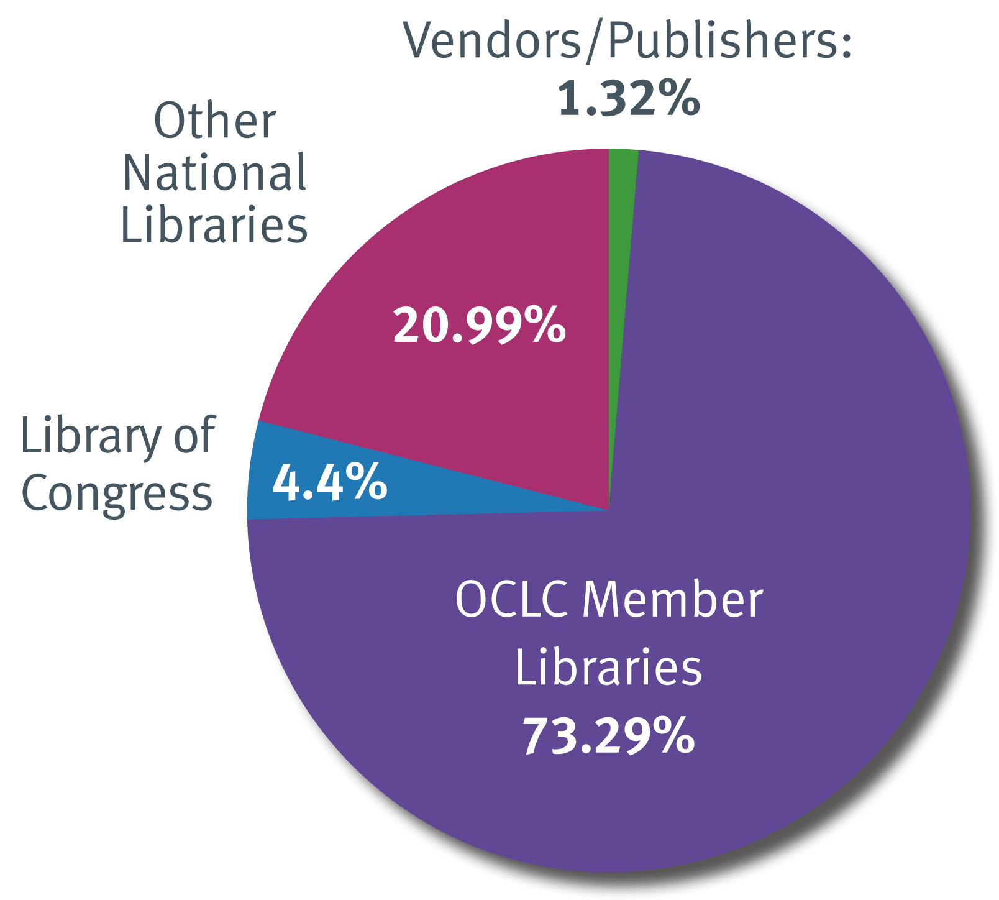 Vendors/Publishers:
1.32%
Other
National
Libraries
20.99%
Library of
Congress
4.4%
OCLC Member
Libraries
73.29%